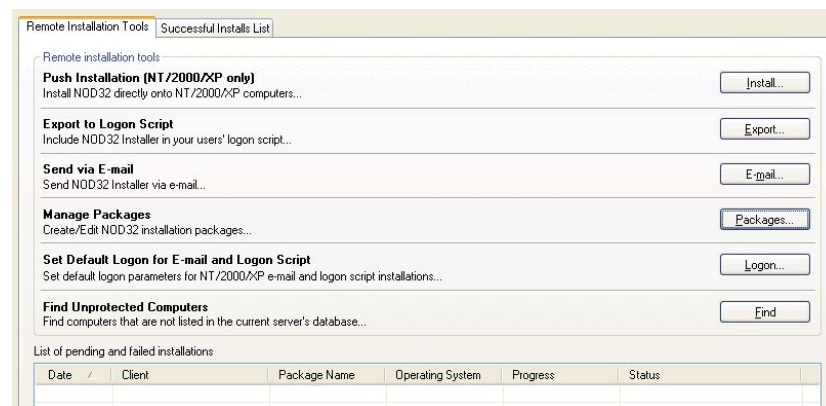 Remote Installation Tools
Successful Installs List
Remote installation tools
Push Installation (NT/2000/XP only)
Install NOD32 directly onto NT/2000/XP computers...
Install...
Export to Logon Script
Include NOD32 Installer in your users' logon script...
Export...
Send via E-mail
Send NOD32 Installer via e-mail...
E-mail...
Manage Packages
Create/Edit NOD32 installation packages...
Packages...
Set Default Logon for E-mail and Logon Script
Set default logon parameters for NT/2000/XP e-mail and logon script installations...
Logon...
Find Unprotected Computers
Find computers that are not listed in the current server's database...
Find
List of pending and failed installations
Date Client Package Name Operating System Progress Status